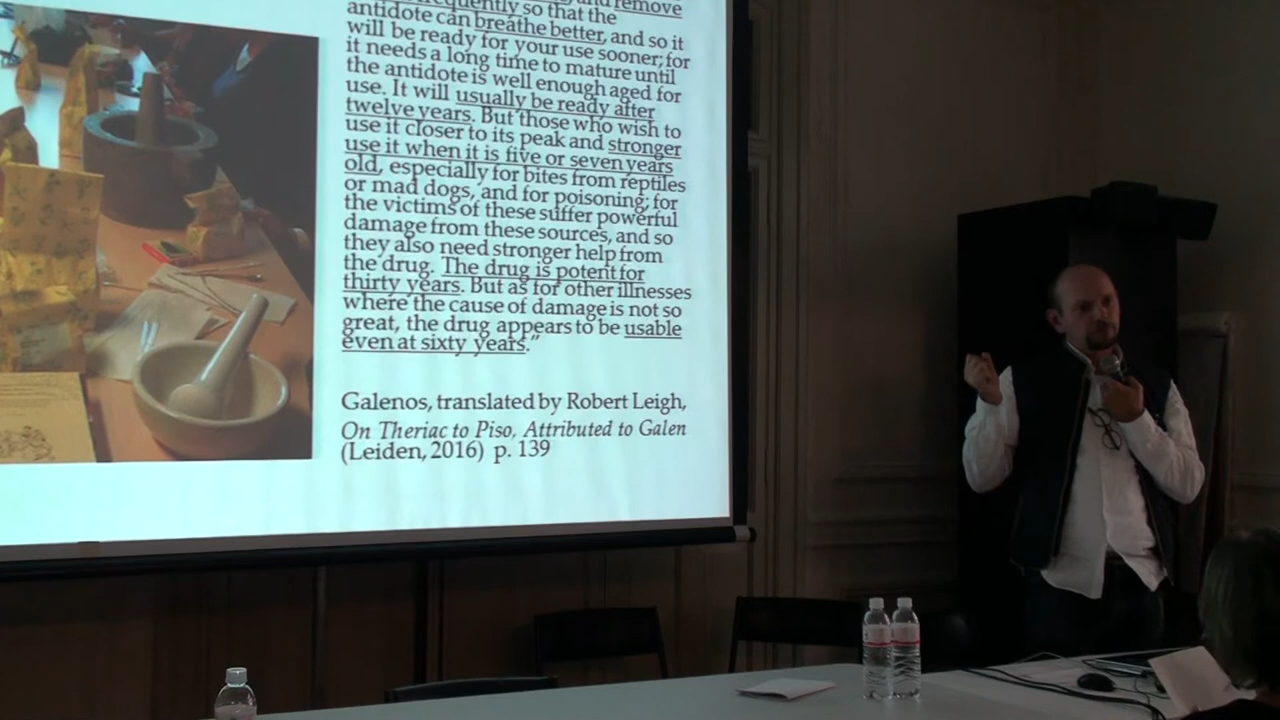 frequently so that the
antidote can breathe better, and so it
will be ready for your use sooner; for
it needs a long time to mature until
the antidote is well enough aged for
use. It will usually be ready after
twelve years. But those who wish to
use it closer to its peak and stronger
use it when it is five or seven years
old, especially for bites from reptiles
or mad dogs, and for poisoning; for
the victims of these suffer powerful
damage from these sources, and so
they also need stronger help from
the drug. The drug is potent for
thirty years. But as for other illnesses
where the cause of damage is not so
great, the drug appears to be usable
even at sixty years."
Galenos, translated by Robert Leigh,
On Theriac to Piso, Attributed to Galen
(Leiden, 2016) p. 139